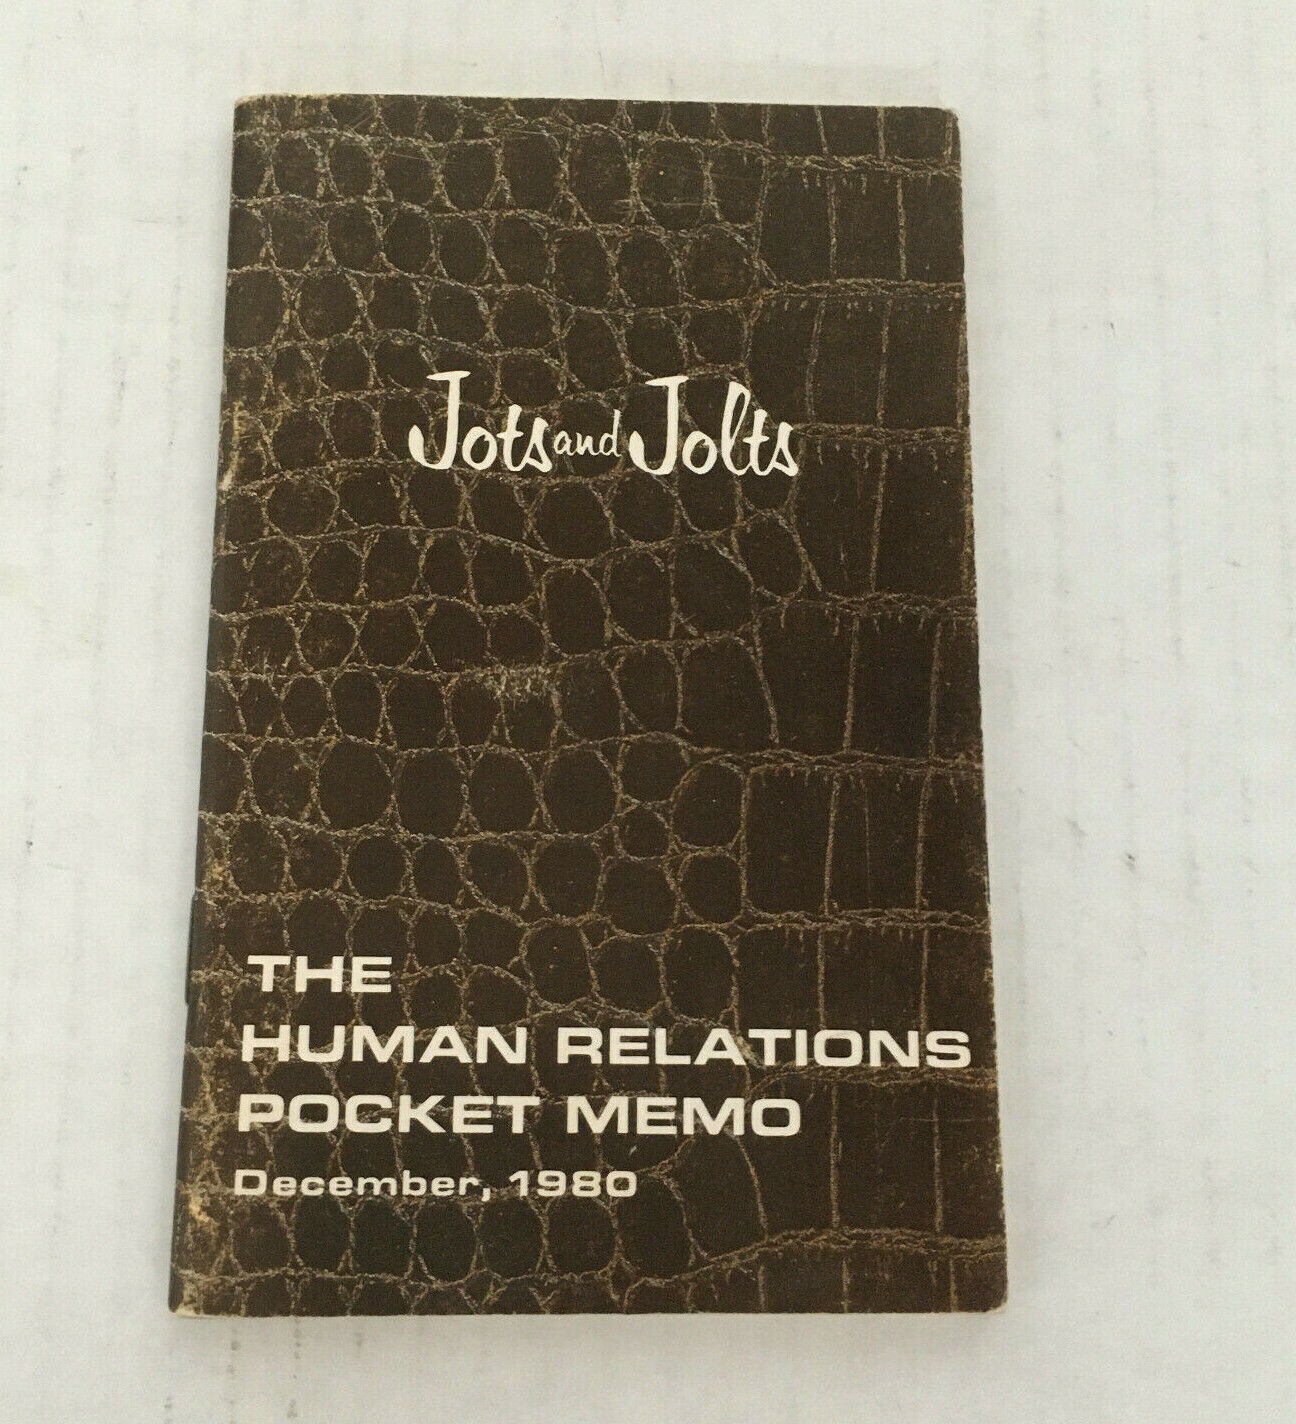 Jots and Jolts
THE
HUMAN RELATIONS
POCKET MEMO
December, 1980